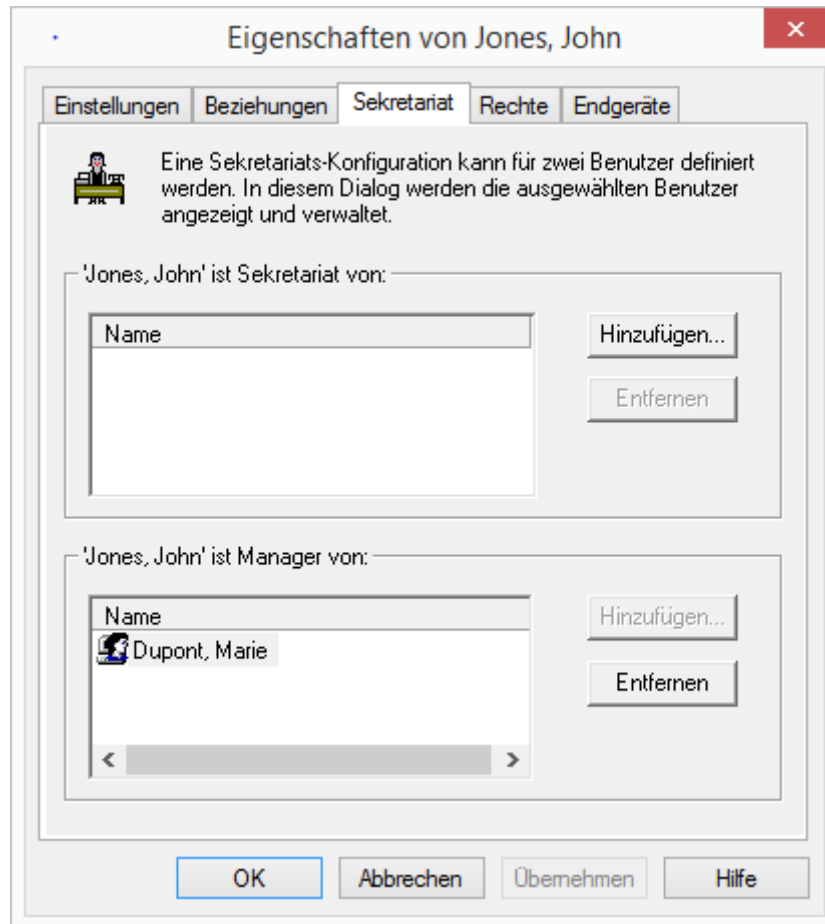 Eigenschaften von Jones, John
Einstellungen Beziehungen Sekretariat Rechte Endgeräte
Eine Sekretariats-Konfiguration kann für zwei Benutzer definiert
werden. In diesem Dialog werden die ausgewählten Benutzer
angezeigt und verwaltet.
'Jones, John' ist Sekretariat von:
Name
Hinzufügen...
Entfernen
'Jones, John' ist Manager von:
Name
Hinzufügen...
Dupont, Marie
Entfernen
OK Abbrechen Übernehmen Hilfe